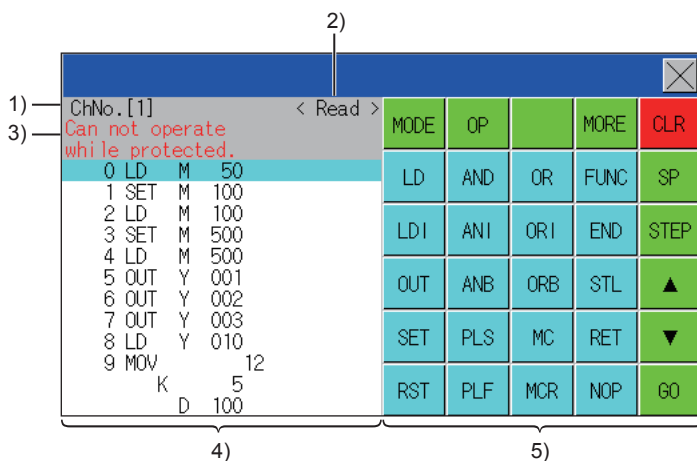 2)
1)
ChNo.[1] < Read >
3)
Can not operate
while protected.
0 LD M 50
1 SET M 100
2 LD M 100
3 SET M 500
4 LD M 500
5 OUT Y 001
6 OUT Y 002
7 OUT Y 003
8 LD Y 010
9 MOV 12
K 5
D 100
MODE OP MORE CLR
LD AND OR FUNC SP
LDI ANI ORI END STEP
OUT ANB ORB STL ▲
SET PLS MC RET ▼
RST PLF MCR NOP GO
4) 5)